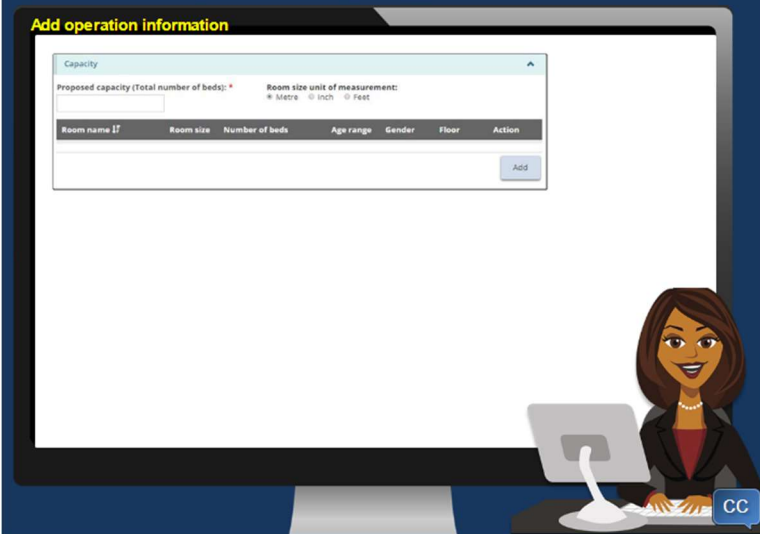 Add operation information
Capacity
Proposed capacity (Total number of beds): * Room size unit of measurement:
Metre Inch Feet
Room name Room size Number of beds Age range Gender Floor Action
Add
CC